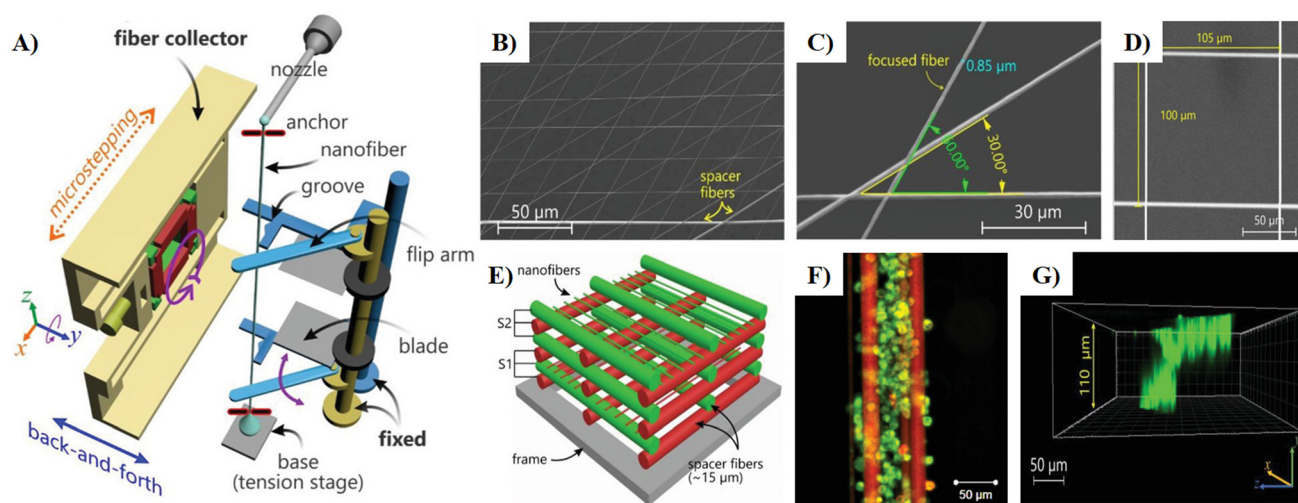 A)
fiber collector
nozzle
microstepping
anchor
nanofiber
groove
flip arm
blade
z
x
y
back-and-forth
fixed
base
(tension stage)
B)
spacer
fibers
50 µm
C)
focused fiber
0.85 µm
30.00°
30 µm
D)
105 µm
100 µm
50 µm
E)
nanofibers
S2
S1
frame
spacer fibers
(~15 µm)
F)
50 µm
G)
110 µm
50 µm
x
z